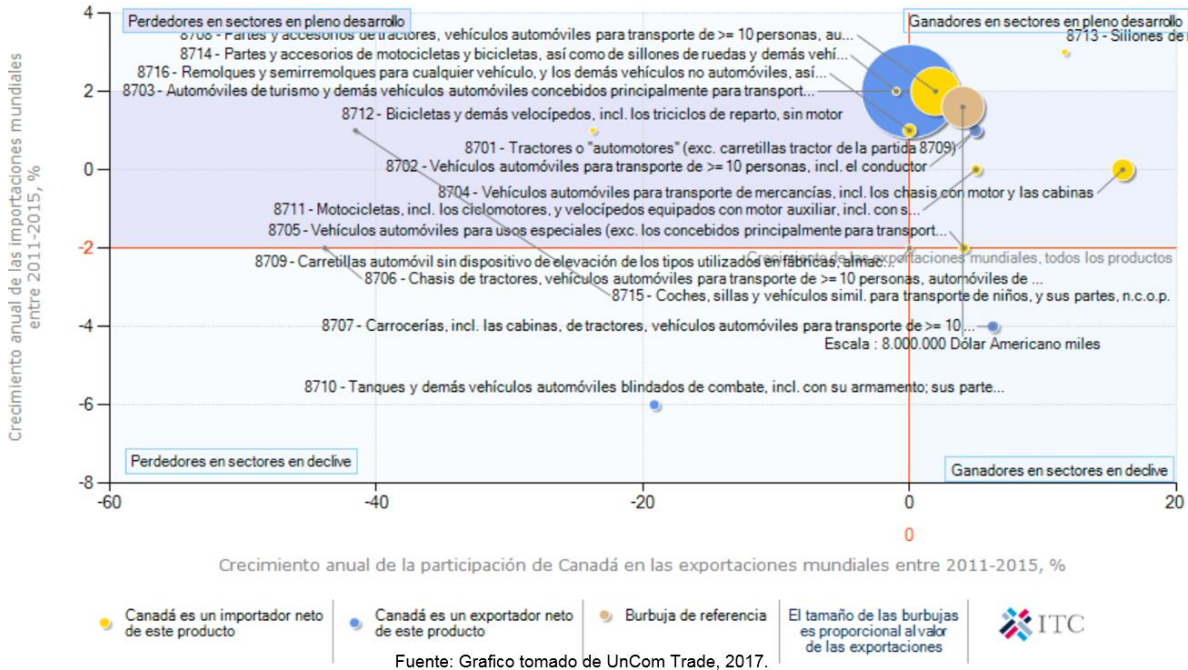 4
Perdedores en sectores en pleno desarrollo
Ganadores en sectores en pleno desarrollo
8708 - Partes y accesorios de tractores, vehículos automóviles para transporte de >= 10 personas, au...
8713 - Sillones de
8714 - Partes y accesorios de motocicletas y bicicletas, así como de sillones de ruedas y demás vehí...
8716 - Remolques y semirremolques para cualquier vehículo, y los demás vehículos no automóviles, así...
2
8703 - Automóviles de turismo y demás vehículos automóviles concebidos principalmente para transport...
8712 - Bicicletas y demás velocípedos, incl. los triciclos de reparto, sin motor
8701 - Tractores o "automotores" (exc. carretillas tractor de la partida 8709)
0
8702 - Vehículos automóviles para transporte de >= 10 personas, incl. el conductor
8704 - Vehículos automóviles para transporte de mercancías, incl. los chasis con motor y las cabinas
8711 - Motocicletas, incl. los ciclomotores, y velocípedos equipados con motor auxiliar, incl. con s...
8705 - Vehículos automóviles para usos especiales (exc. los concebidos principalmente para transport...
-2
Crecimiento de las exportaciones mundiales, todos los productos
8709 - Carretillas automóvil sin dispositivo de elevación de los tipos utilizados en fábricas, almac...
8706 - Chasis de tractores, vehículos automóviles para transporte de >= 10 personas, automóviles de ...
8715 - Coches, sillas y vehículos simil. para transporte de niños, y sus partes, n.c.o.p.
-4
8707 - Carrocerías, incl. las cabinas, de tractores, vehículos automóviles para transporte de >= 10 ...
Escala : 8.000.000 Dólar Americano miles
8710 - Tanques y demás vehículos automóviles blindados de combate, incl. con su armamento; sus parte...
-6
Perdedores en sectores en declive
Ganadores en sectores en declive
-8
-60
-40
-20
0
20
0
Crecimiento anual de las importaciones mundiales
entre 2011-2015, %
Crecimiento anual de la participación de Canadá en las exportaciones mundiales entre 2011-2015, %
Canadá es un importador neto
de este producto
Canadá es un exportador neto
de este producto
Burbuja de referencia
El tamaño de las burbujas
es proporcional al valor
de las exportaciones
ITC
Fuente: Grafico tomado de UnCom Trade, 2017.